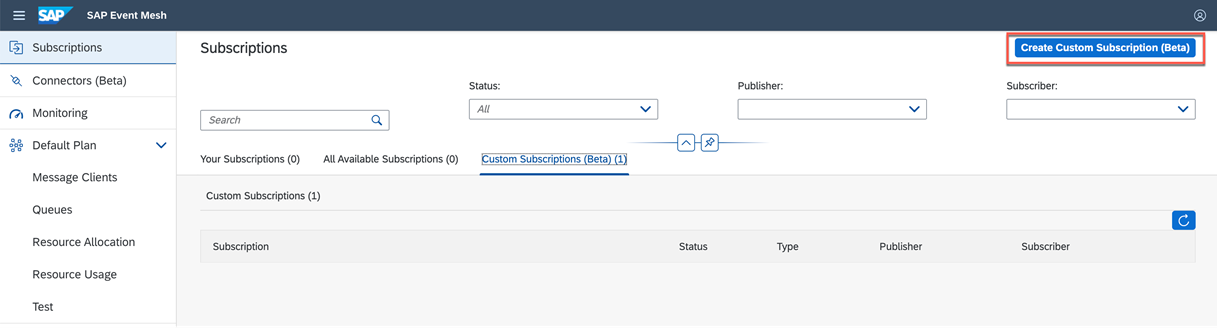 SAP SAP Event Mesh
Subscriptions
Connectors (Beta)
Monitoring
Default Plan
Message Clients
Queues
Resource Allocation
Resource Usage
Test
Subscriptions
Create Custom Subscription (Beta)
Status: Publisher: Subscriber:
Search All
Your Subscriptions (0) All Available Subscriptions (0) Custom Subscriptions (Beta) (1)
Custom Subscriptions (1)
Subscription Status Type Publisher Subscriber